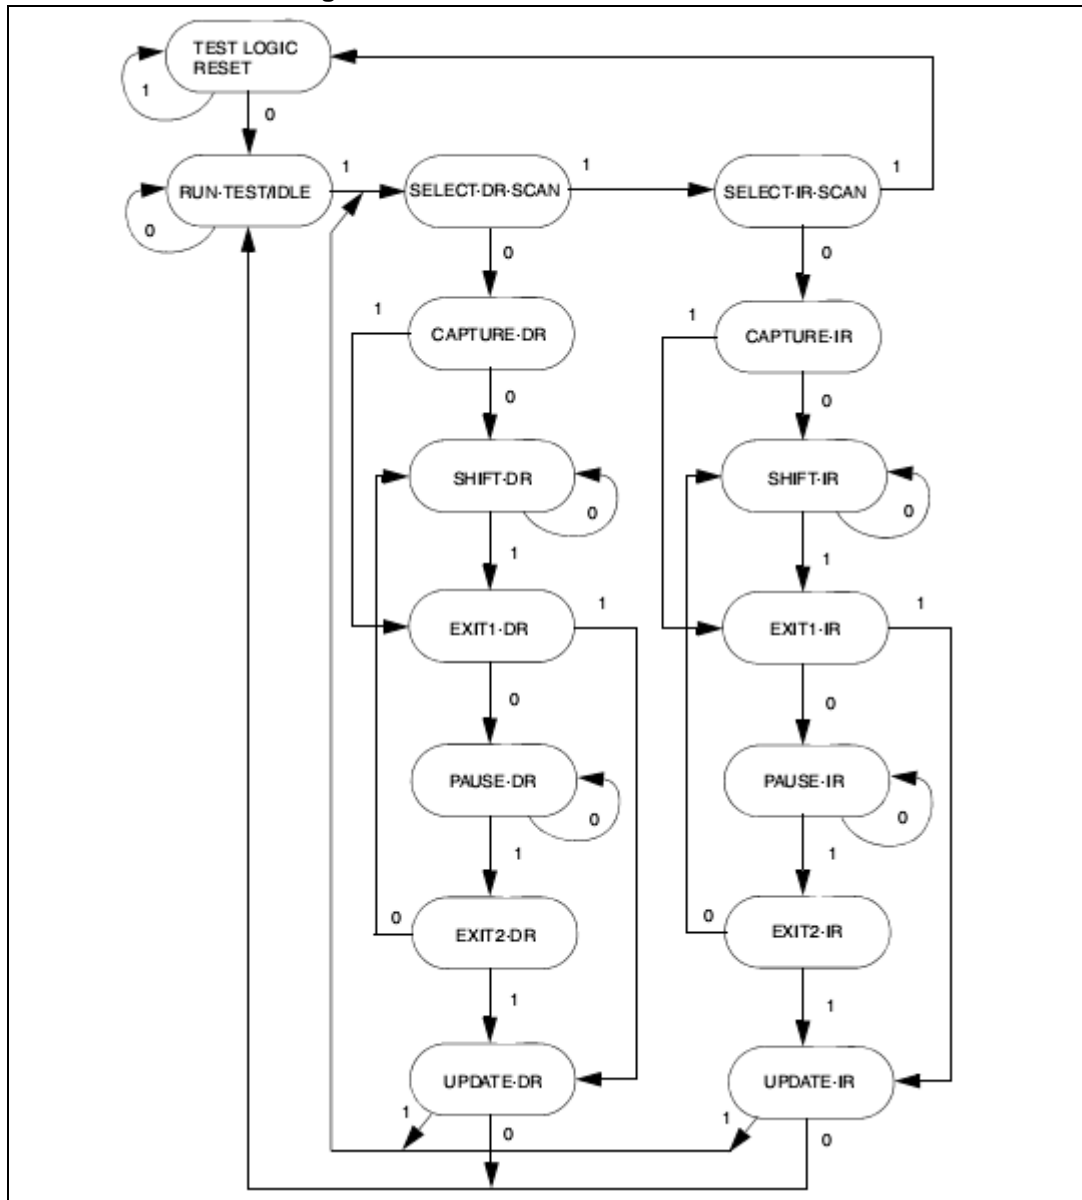 TEST LOGIC
RESET
1
0
RUN-TEST/IDLE
1
SELECT-DR-SCAN
1
SELECT-IR-SCAN
1
0
0
0
1
CAPTURE-DR
1
CAPTURE-IR
0
0
SHIFT-DR
0
SHIFT-IR
0
1
1
EXIT1-DR
1
EXIT1-IR
1
0
0
PAUSE-DR
0
PAUSE-IR
0
1
1
0
EXIT2-DR
0
EXIT2-IR
1
1
UPDATE-DR
UPDATE-IR
1
0
1
0